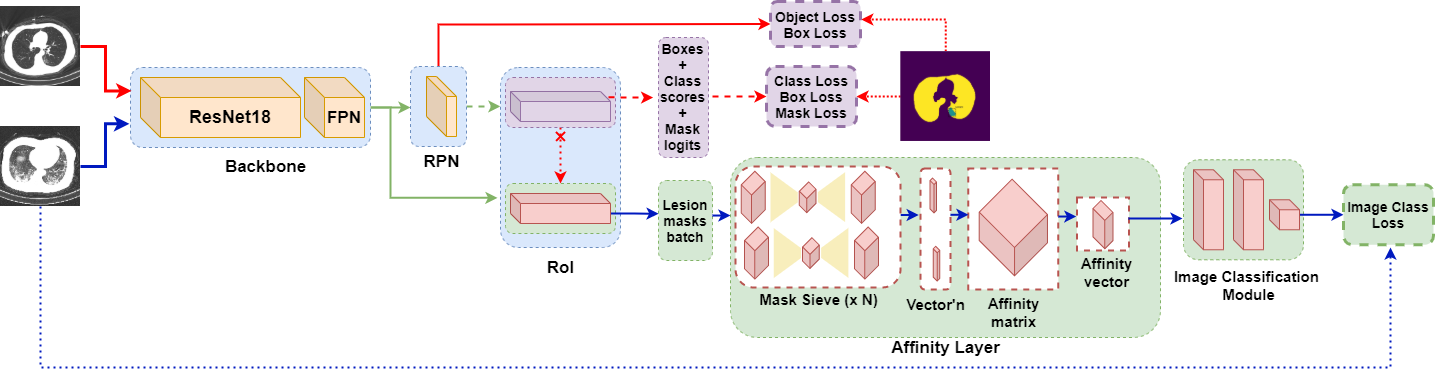 Object Loss
Box Loss
Boxes
+
Class
scores
+
Mask
logits
Class Loss
Box Loss
Mask Loss
ResNet18
FPN
Backbone
RPN
RoI
Lesion
masks
batch
Mask Sieve (x N)
Vector'n
Affinity
matrix
Affinity
vector
Affinity Layer
Image Classification
Module
Image Class
Loss